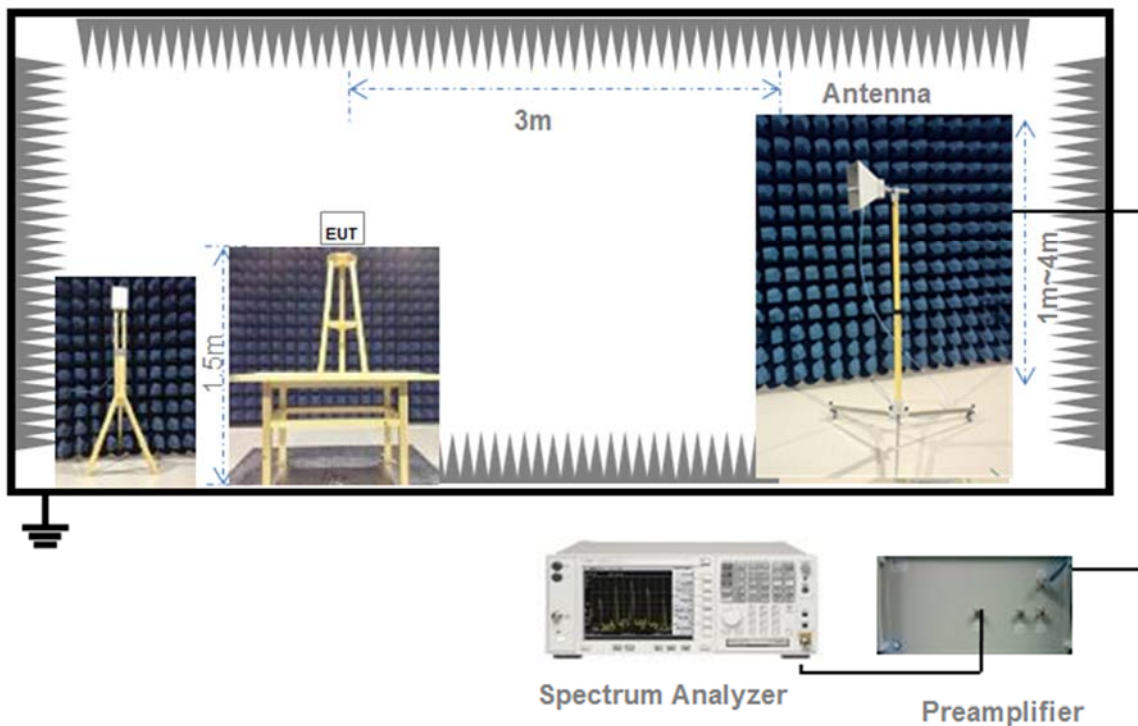 Antenna
3m
EUT
1.5m
1m~4m
Spectrum Analyzer
Preamplifier